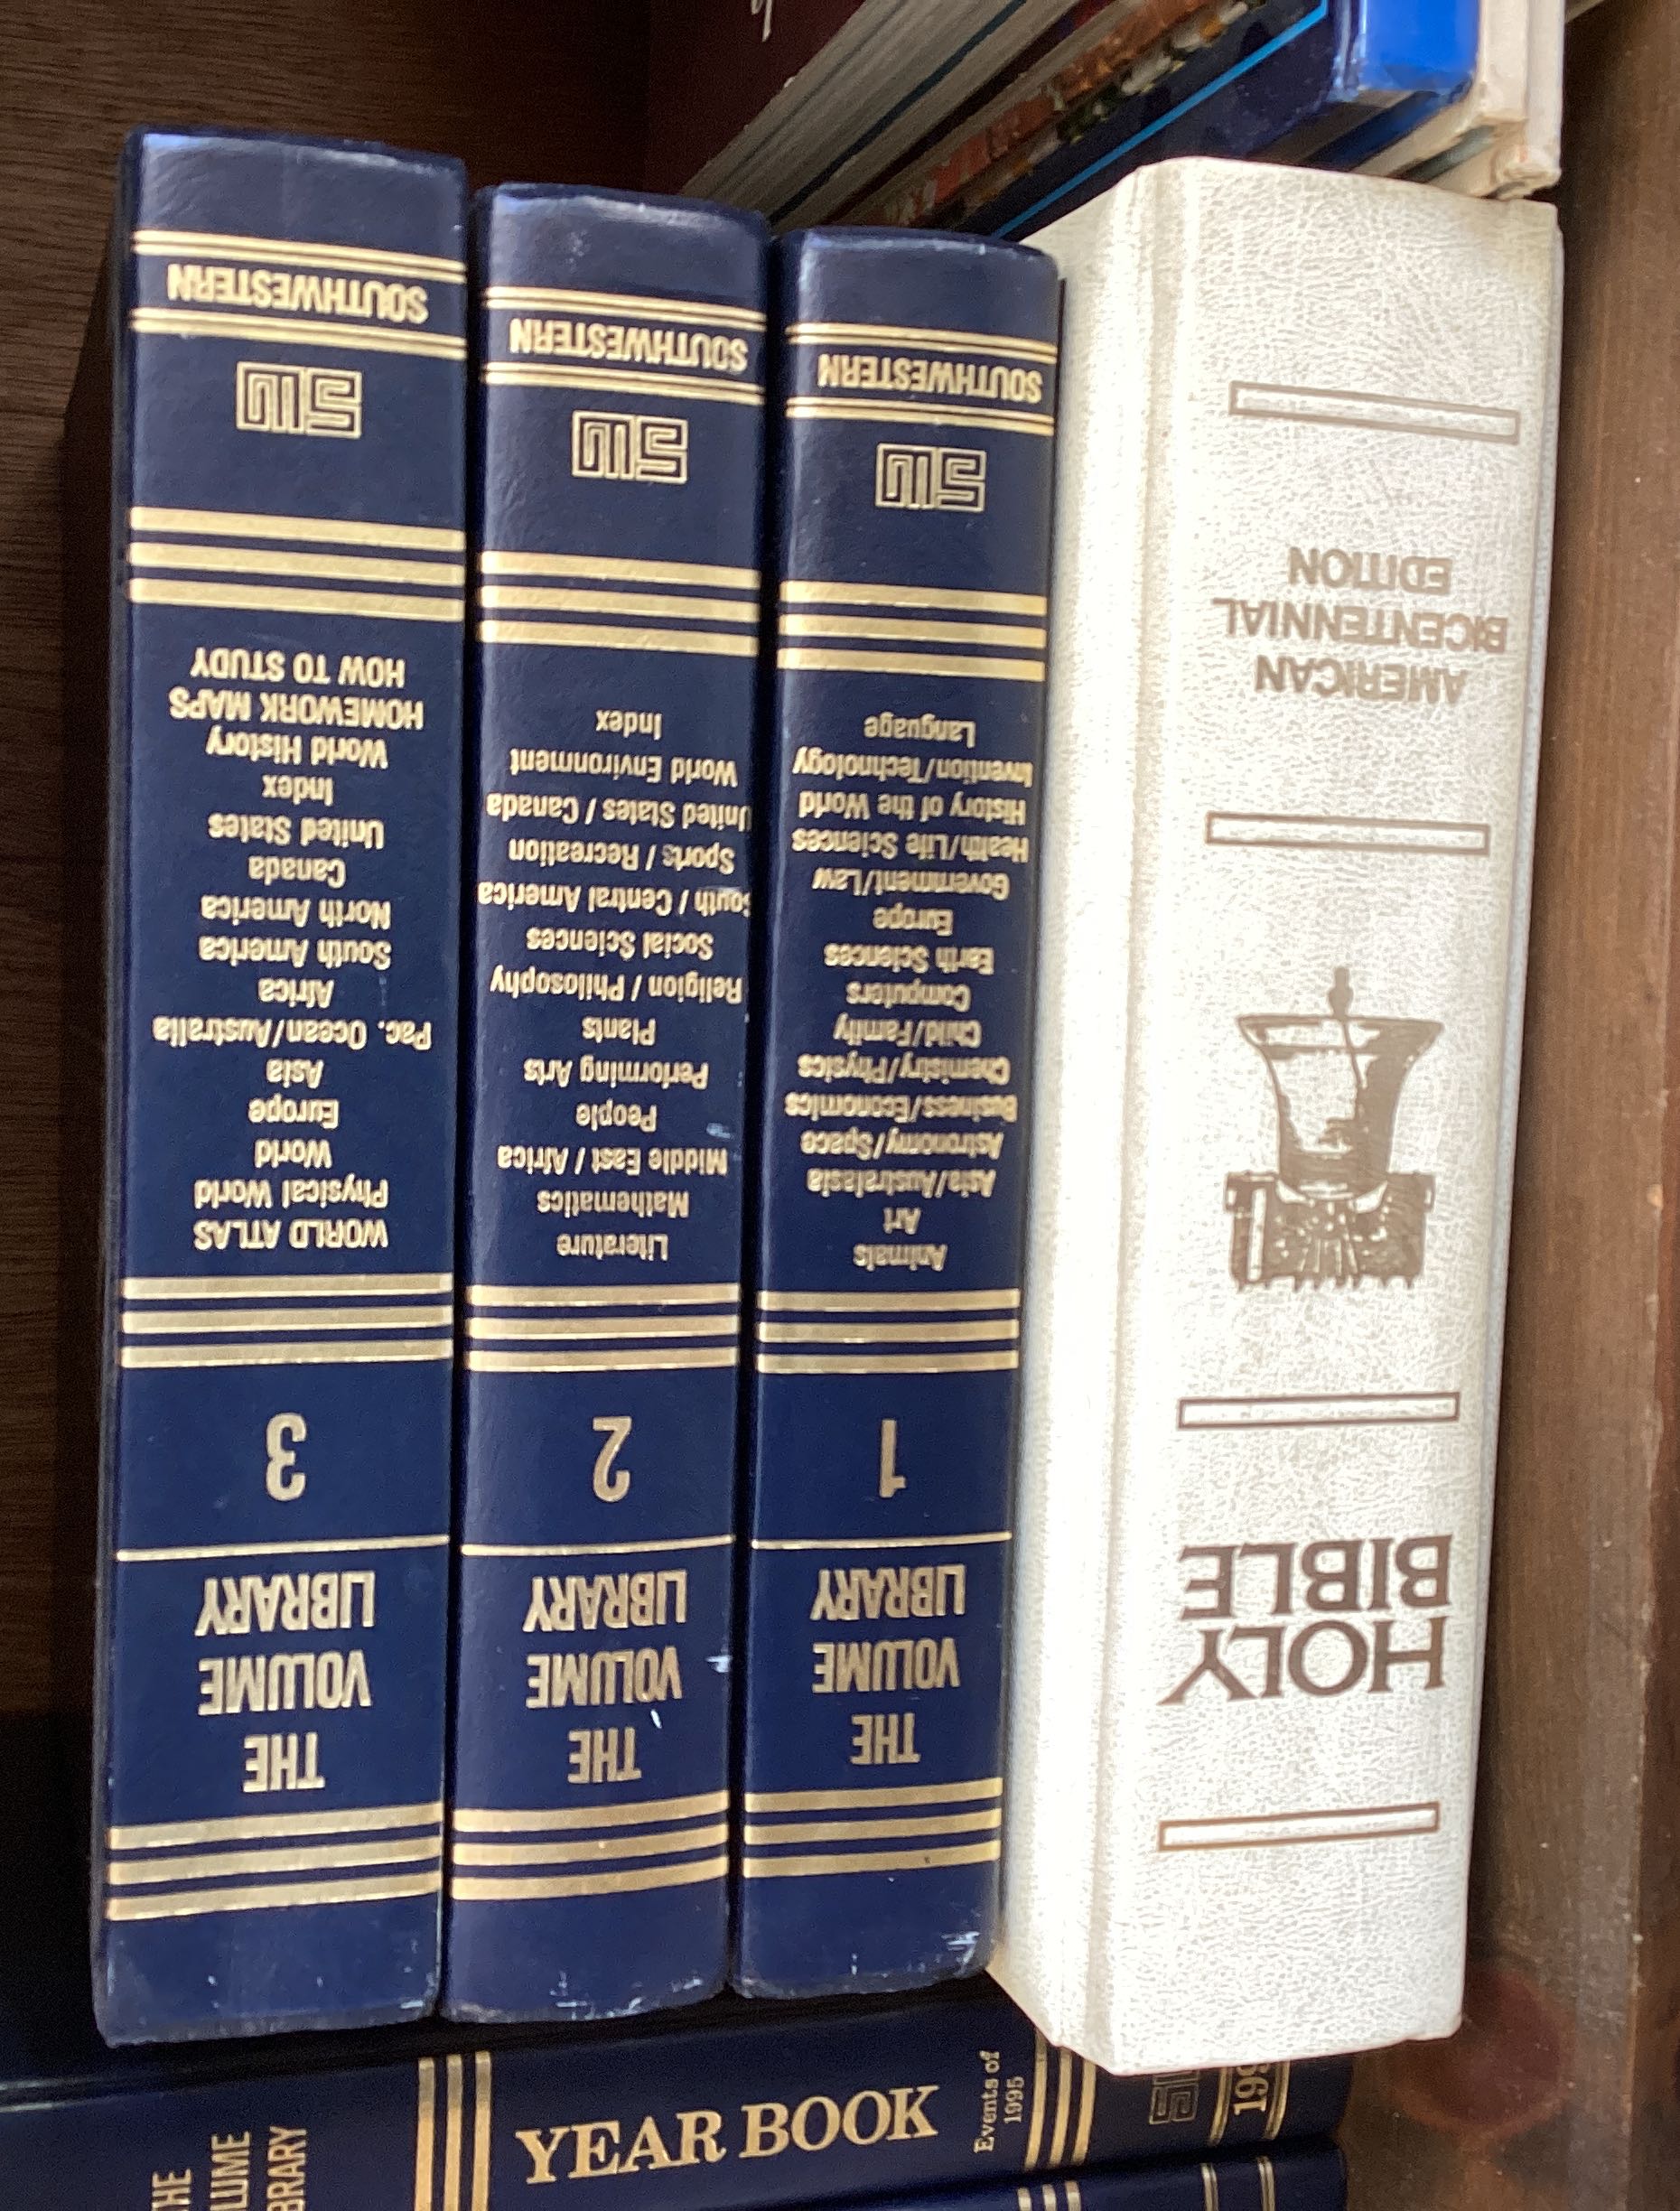 HOLY
BIBLE
AMERICAN
BICENTENNIAL
EDITION
THE
VOLUME
LIBRARY
1
Animals
Art
Asia/Australasia
Astronomy/Space
Business/Economics
Chemistry/Physics
Child/Family
Computers
Earth Sciences
Europe
Government/Law
Health/Life Sciences
History of the World
Invention/Technology
Language
SW
SOUTHWESTERN
THE
VOLUME
LIBRARY
2
Literature
Mathematics
Middle East / Africa
People
Performing Arts
Plants
Religion / Philosophy
Social Sciences
South / Central America
Sports / Recreation
United States / Canada
World Environment
Index
SW
SOUTHWESTERN
THE
VOLUME
LIBRARY
3
WORLD ATLAS
Physical World
World
Europe
Asia
Pac. Ocean/Australia
Africa
South America
North America
Canada
United States
Index
World History
HOMEWORK MAPS
HOW TO STUDY
SW
SOUTHWESTERN
THE
LUME
BRARY
YEAR BOOK
Events of
1995
SW